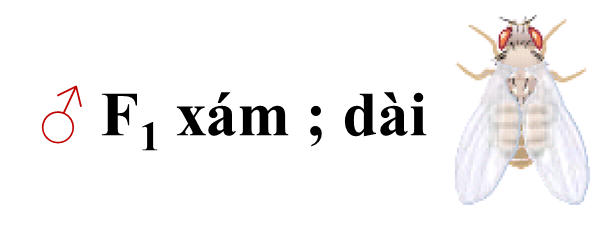 ♂ F₁ xám ; dài